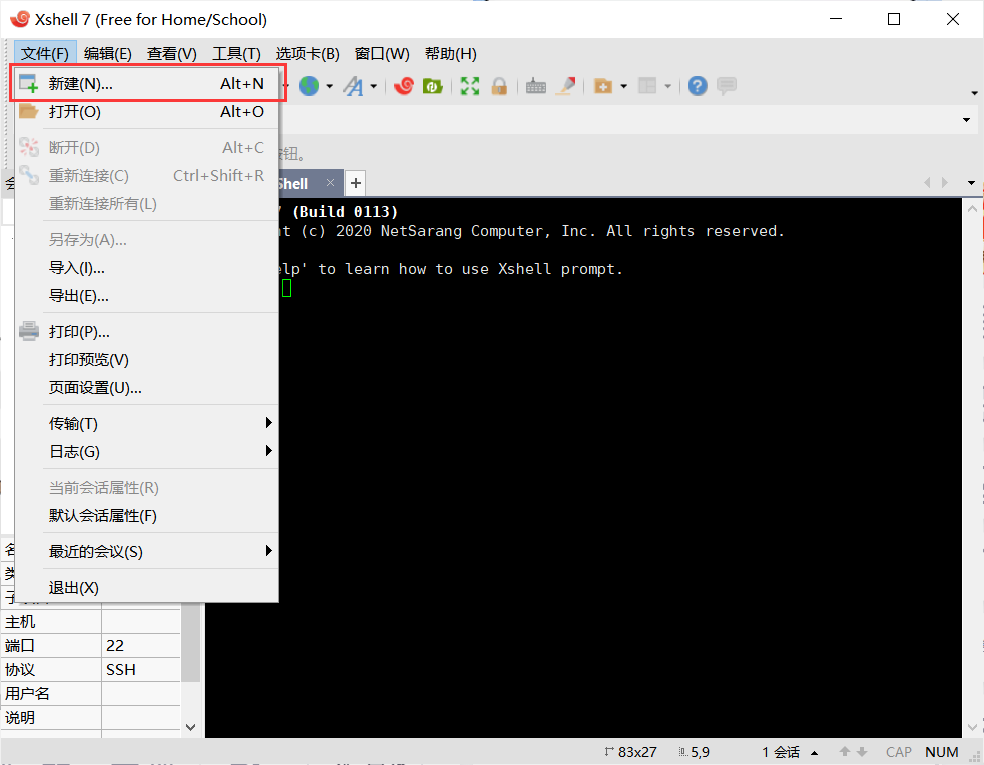 Xshell 7 (Free for Home/School)
文件(F) 编辑(E) 查看(V) 工具(T) 选项卡(B) 窗口(W) 帮助(H)
新建(N)... Alt+N
打开(O) Alt+O
断开(D) Alt+C
重新连接(C) Ctrl+Shift+R
重新连接所有(L)
另存为(A)...
导入(I)...
导出(E)...
打印(P)...
打印预览(V)
页面设置(U)...
传输(T)
日志(G)
当前会话属性(R)
默认会话属性(F)
最近的会议(S)
退出(X)
钮。
hell
(Build 0113)
(c) 2020 NetSarang Computer, Inc. All rights reserved.
elp' to learn how to use Xshell prompt.
主机
端口 22
协议 SSH
用户名
说明
83x27 5,9 1 会话 CAP NUM